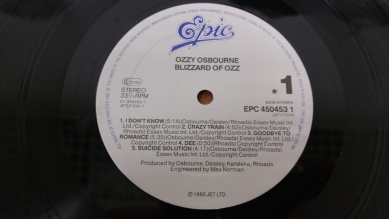 Epic
OZZY OSBOURNE
BLIZZARD OF OZZ
STEREO
33⅓ RPM
1
EPC 450453 1
1. I DON'T KNOW (5:14)(Osbourne/Daisley/Rhoads) Essex Music Int.
Ltd./Copyright Control 2. CRAZY TRAIN (4:52)(Osbourne/Daisley/
Rhoads) Essex Music Int. Ltd./Copyright Control 3. GOODBYE TO
ROMANCE (5:35)(Osbourne/Daisley/Rhoads) Essex Music Int.
Ltd./Copyright Control 4. DEE (0:50)(Rhoads) Copyright Control
5. SUICIDE SOLUTION (4:17)(Osbourne/Daisley/Rhoads) Essex
Music Int. Ltd./Copyright Control
Produced by Osbourne, Daisley, Kerslake, Rhoads
Engineered by Max Norman
℗ 1980 JET LTD.